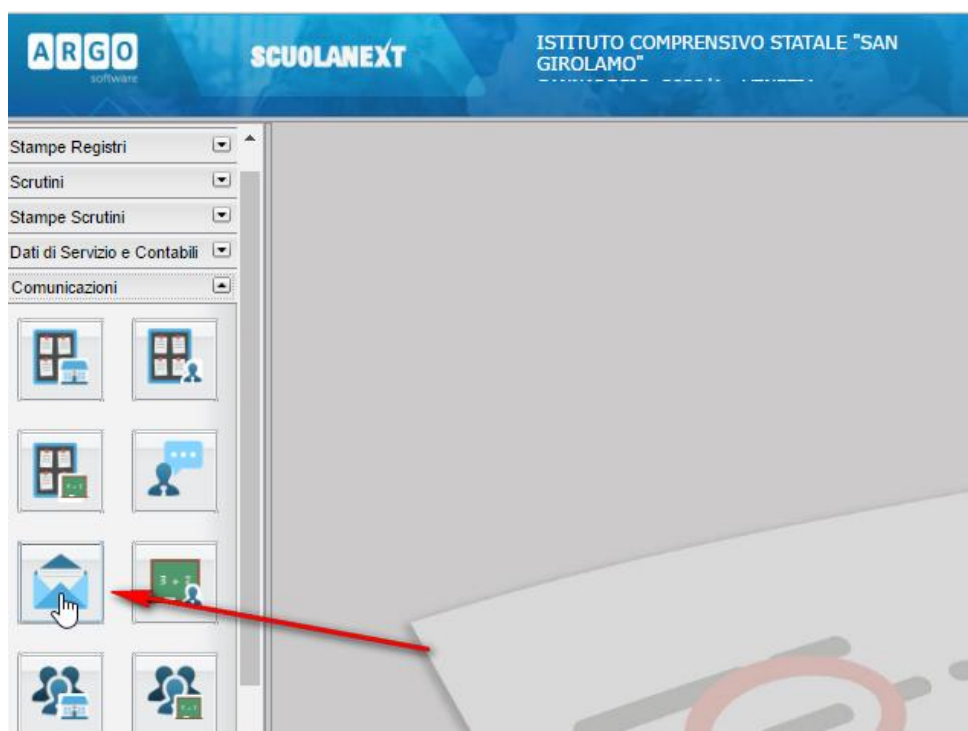 ARGO
software
SCUOLANEXT
ISTITUTO COMPRENSIVO STATALE "SAN
GIROLAMO"
Stampe Registri
Scrutini
Stampe Scrutini
Dati di Servizio e Contabili
Comunicazioni